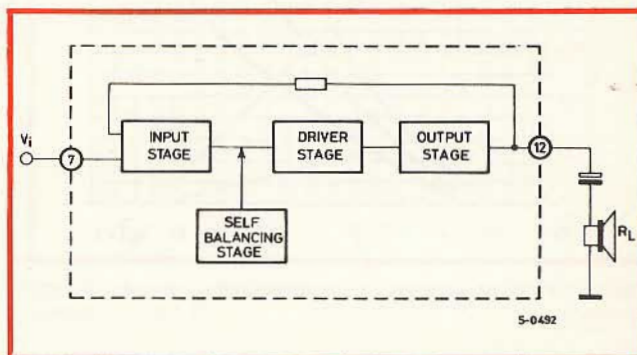 Vi
7
INPUT
STAGE
DRIVER
STAGE
OUTPUT
STAGE
12
SELF
BALANCING
STAGE
RL
5-0492